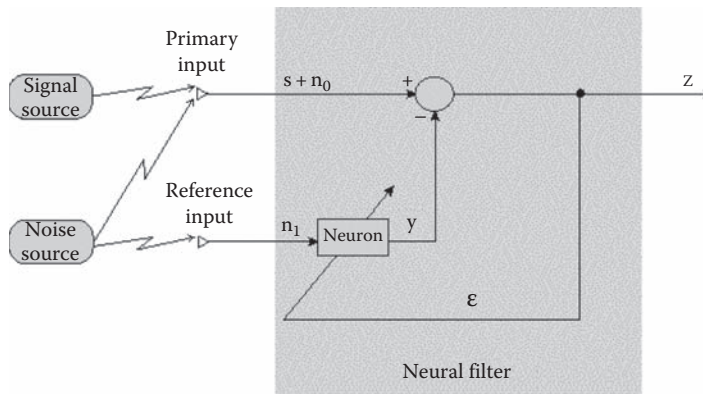 Primary
input
Signal
source
s + n₀
+
Z
−
Reference
input
Noise
source
n₁
Neuron
y
ε
Neural filter